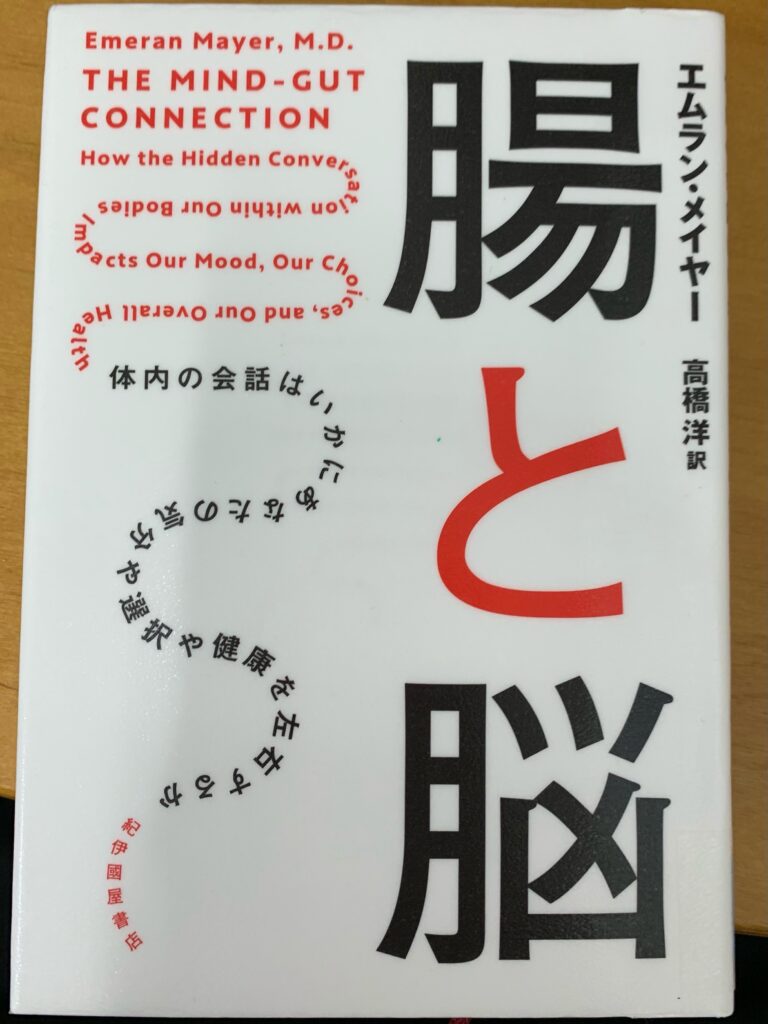 Emeran Mayer, M.D.
THE MIND-GUT
CONNECTION
How the Hidden Conversation within Our Bodies Impacts Our Mood, Our Choices, and Our Overall Health
腸と脳
エムラン・メイヤー
高橋洋 訳
体内の会話はいかにあなたの気分や選択や健康を左右するか
紀伊國屋書店